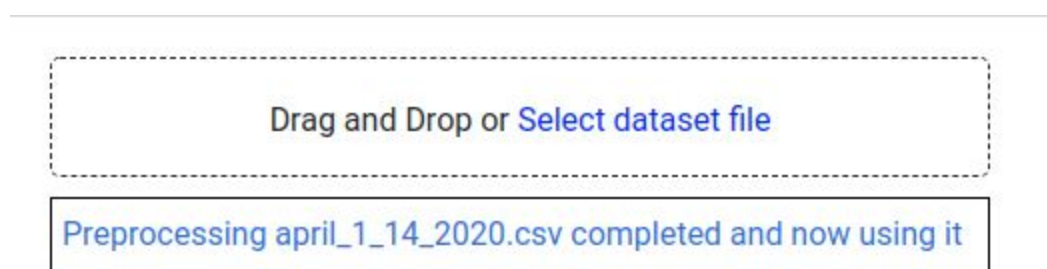 Drag and Drop or Select dataset file
Preprocessing april_1_14_2020.csv completed and now using it